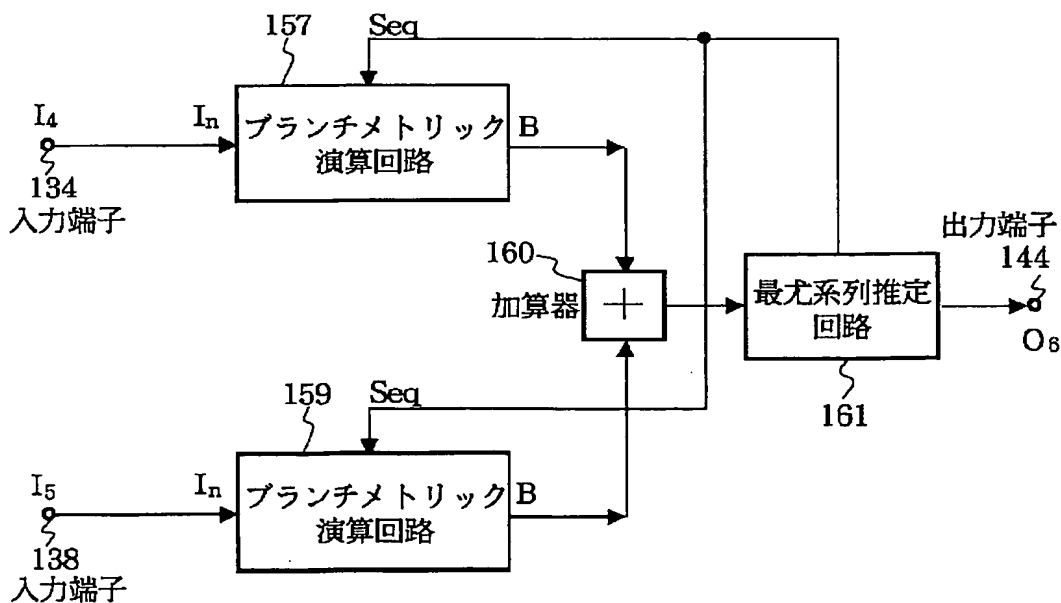 157
Seq
I₄
Iₙ
ブランチメトリック
演算回路
B
134
入力端子
160
加算器
+
最尤系列推定
回路
出力端子
144
O₆
161
159
Seq
I₅
Iₙ
ブランチメトリック
演算回路
B
138
入力端子